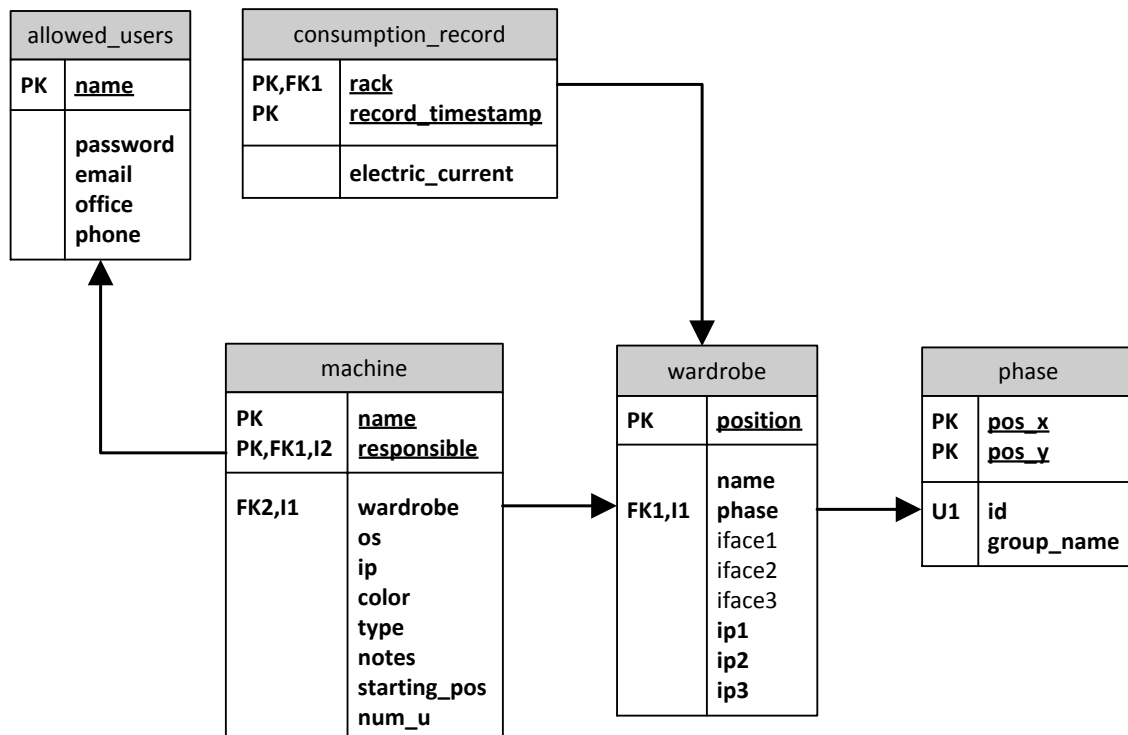 allowed_users
PK name
password
email
office
phone
consumption_record
PK,FK1 rack
PK record_timestamp
electric_current
machine
PK name
PK,FK1,I2 responsible
FK2,I1 wardrobe
os
ip
color
type
notes
starting_pos
num_u
wardrobe
PK position
name
FK1,I1 phase
iface1
iface2
iface3
ip1
ip2
ip3
phase
PK pos_x
PK pos_y
U1 id
group_name